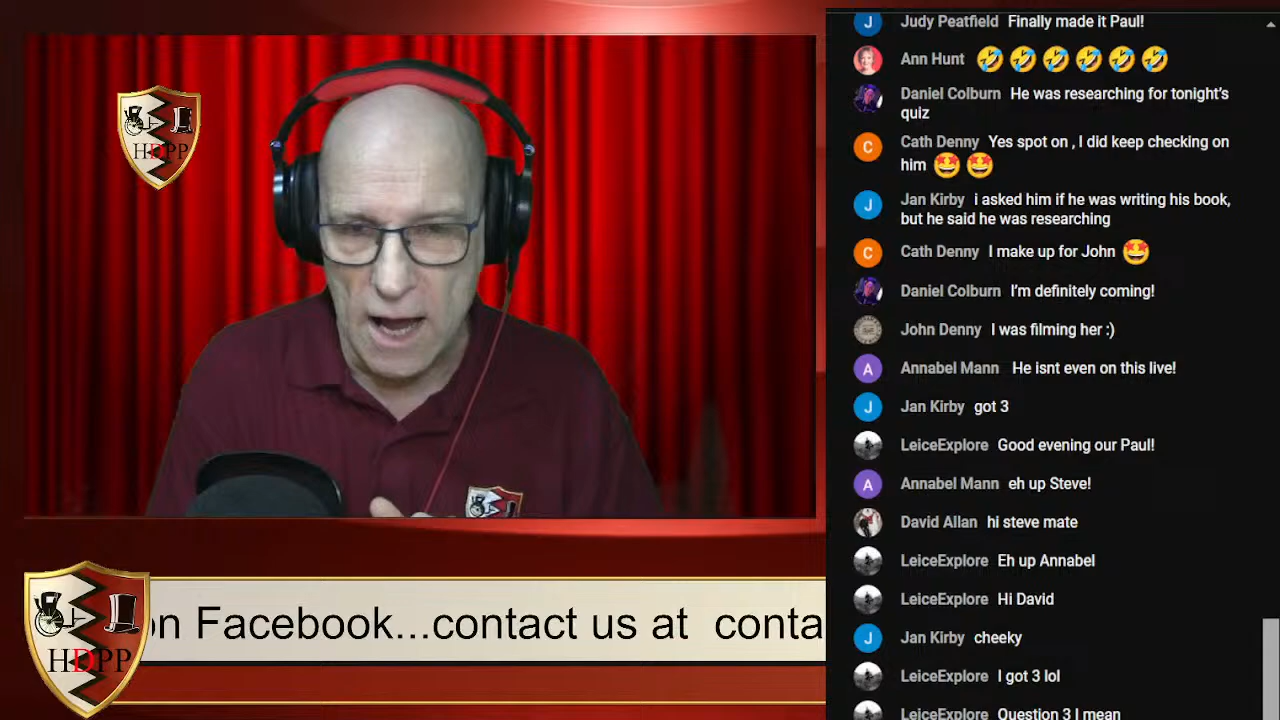 HDPP
Judy Peatfield Finally made it Paul!
Ann Hunt 🤣🤣🤣🤣🤣🤣
Daniel Colburn He was researching for tonight's
quiz
Cath Denny Yes spot on , I did keep checking on
him 🤩 🤩
Jan Kirby i asked him if he was writing his book,
but he said he was researching
Cath Denny I make up for John 🤩
Daniel Colburn I'm definitely coming!
John Denny I was filming her :)
Annabel Mann He isnt even on this live!
Jan Kirby got 3
LeiceExplore Good evening our Paul!
Annabel Mann eh up Steve!
David Allan hi steve mate
LeiceExplore Eh up Annabel
LeiceExplore Hi David
Jan Kirby cheeky
LeiceExplore I got 3 lol
LeiceExplore Question 3 I mean
on Facebook...contact us at conta
HDPP